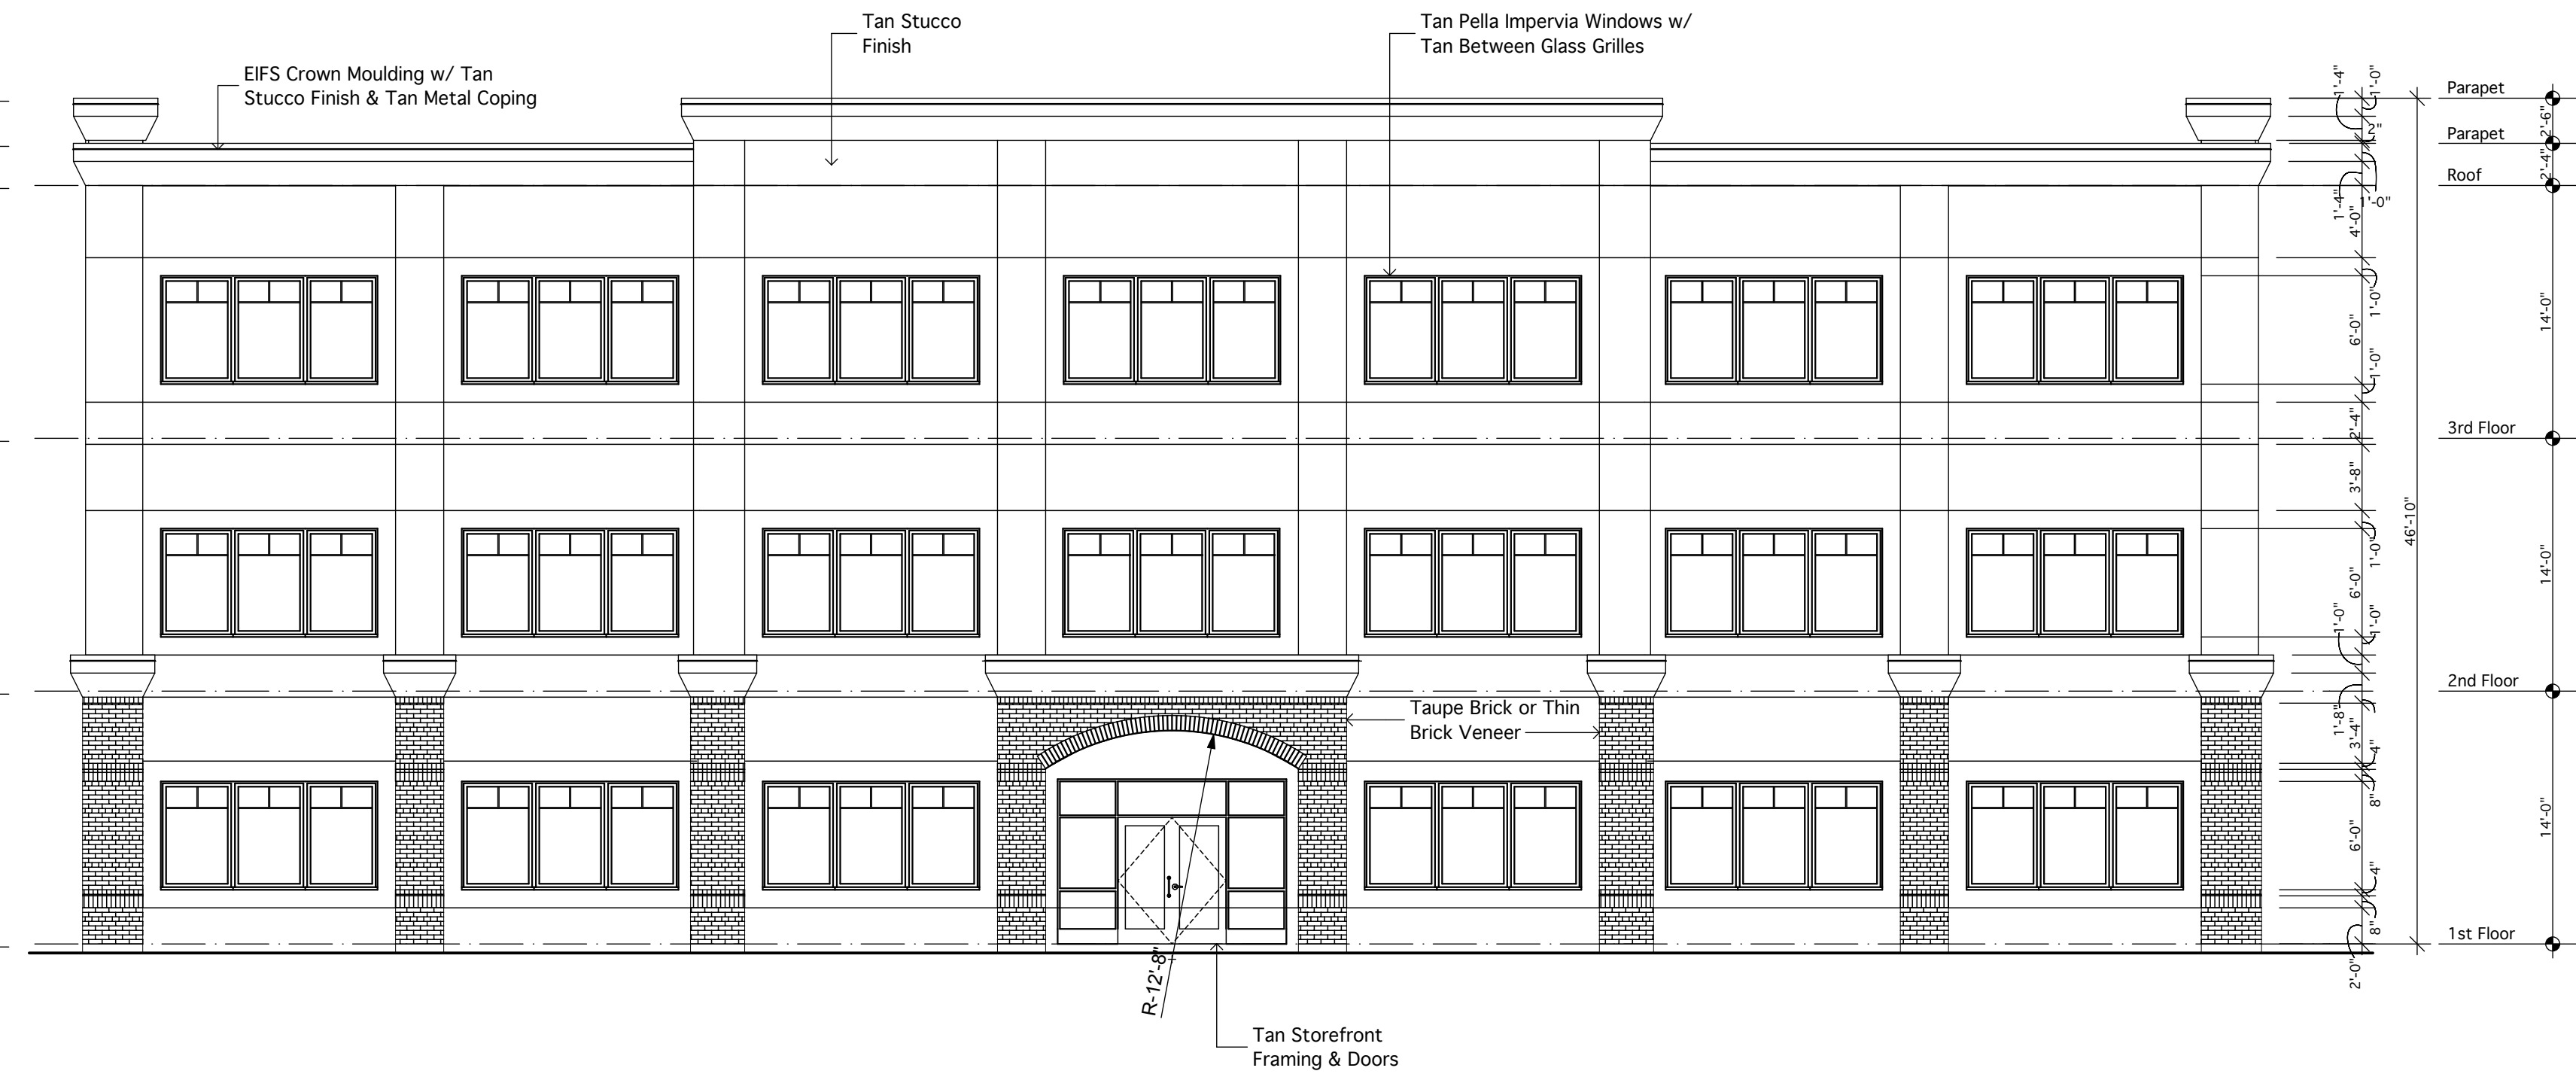 Tan Stucco
Finish
Tan Pella Impervia Windows w/
Tan Between Glass Grilles
EIFS Crown Moulding w/ Tan
Stucco Finish & Tan Metal Coping
Taupe Brick or Thin
Brick Veneer
R-12'-8"
Tan Storefront
Framing & Doors
1'-4"
1'-0"
2"
1'-4"
1'-0"
4'-0"
1'-0"
6'-0"
1'-0"
2'-4"
3'-8"
1'-0"
6'-0"
1'-0"
1'-0"
1'-8"
3'-4"
4"
8"
6'-0"
4"
8"
2'-0"
46'-10"
Parapet
2'-6"
Parapet
2'-4"
Roof
14'-0"
3rd Floor
14'-0"
2nd Floor
14'-0"
1st Floor